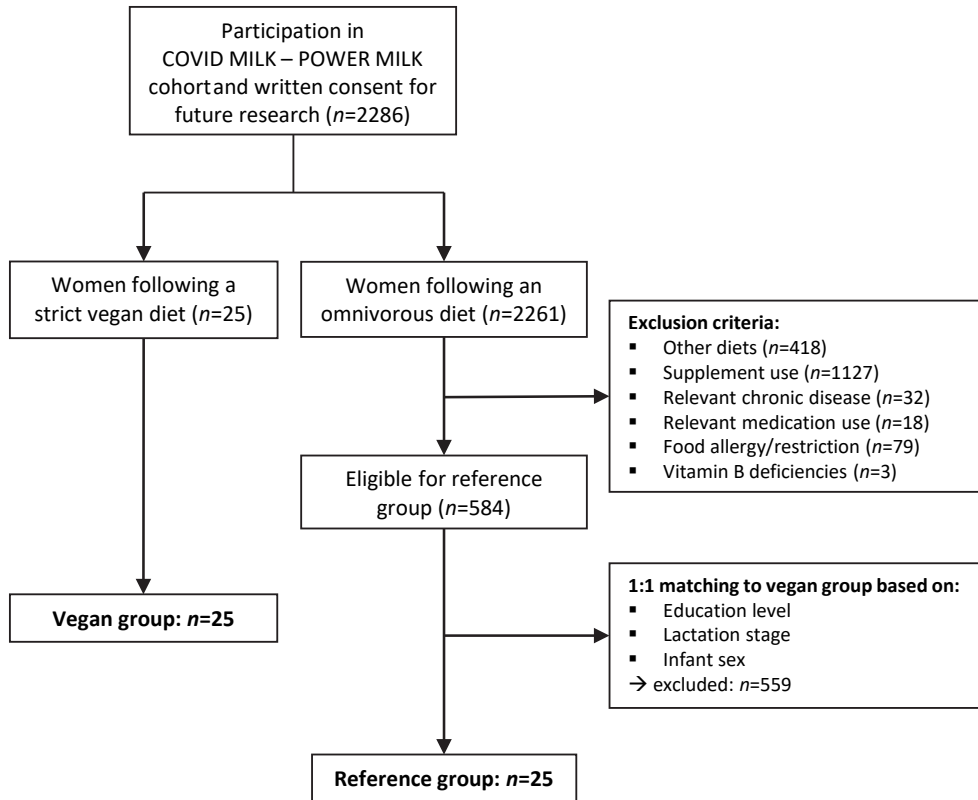 Participation in
COVID MILK – POWER MILK
cohort and written consent for
future research (n=2286)
Women following a
strict vegan diet (n=25)
Women following an
omnivorous diet (n=2261)
Exclusion criteria:
▪ Other diets (n=418)
▪ Supplement use (n=1127)
▪ Relevant chronic disease (n=32)
▪ Relevant medication use (n=18)
▪ Food allergy/restriction (n=79)
▪ Vitamin B deficiencies (n=3)
Eligible for reference
group (n=584)
1:1 matching to vegan group based on:
▪ Education level
▪ Lactation stage
▪ Infant sex
→ excluded: n=559
Vegan group: n=25
Reference group: n=25